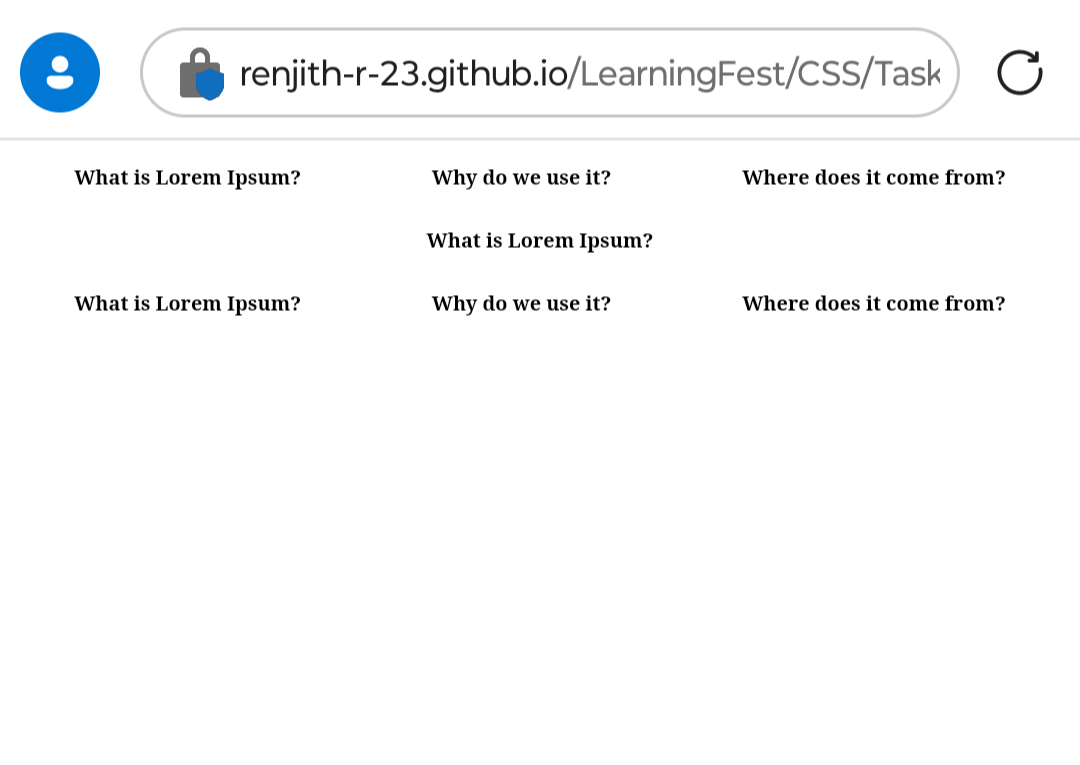 renjith-r-23.github.io/LearningFest/CSS/Task
What is Lorem Ipsum? Why do we use it? Where does it come from?
What is Lorem Ipsum?
What is Lorem Ipsum? Why do we use it? Where does it come from?